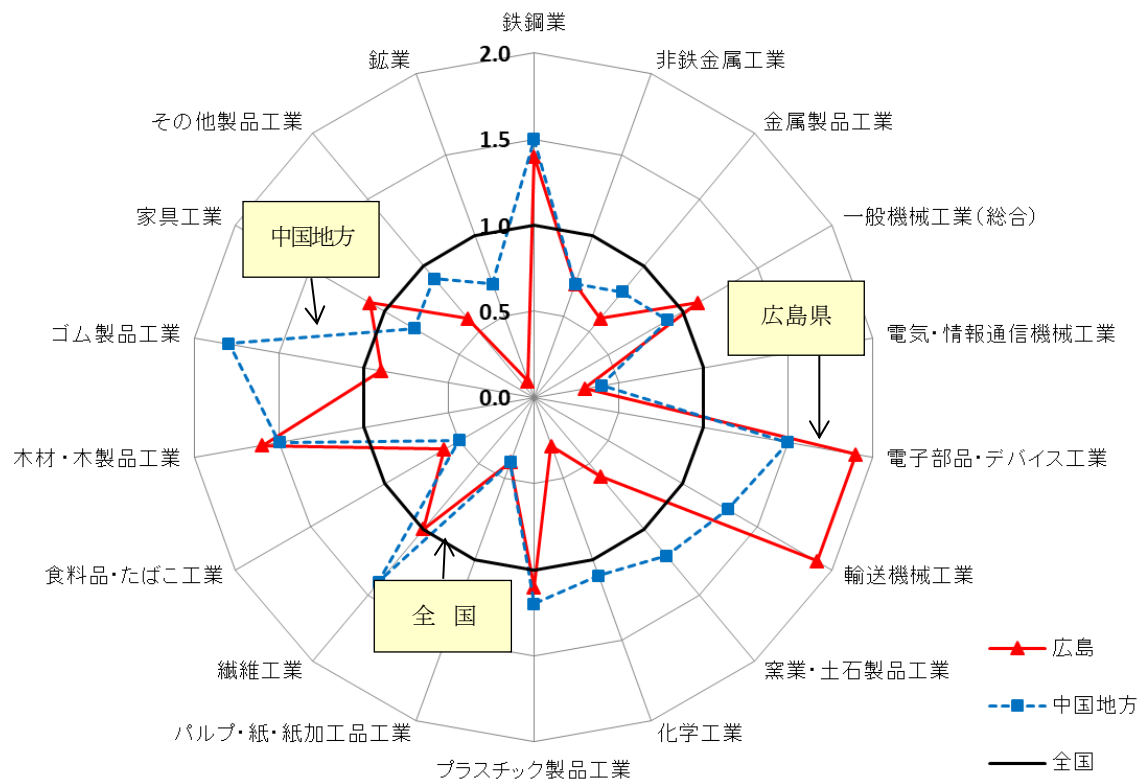 鉄鋼業
非鉄金属工業
金属製品工業
一般機械工業(総合)
電気・情報通信機械工業
電子部品・デバイス工業
輸送機械工業
窯業・土石製品工業
化学工業
プラスチック製品工業
パルプ・紙・紙加工品工業
繊維工業
食料品・たばこ工業
木材・木製品工業
ゴム製品工業
家具工業
その他製品工業
鉱業
2.0
1.5
1.0
0.5
0.0
中国地方
広島県
全 国
広島
中国地方
全国